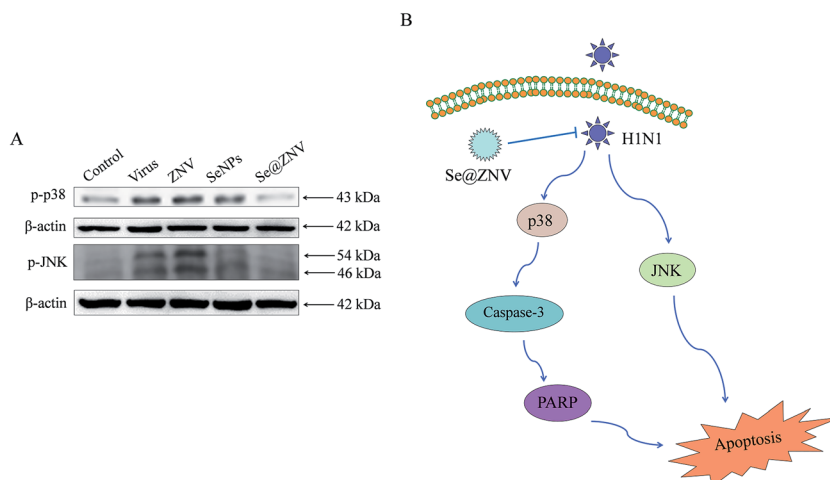 A
Control Virus ZNV SeNPs Se@ZNV
p-p38 43 kDa
β-actin 42 kDa
p-JNK 54 kDa
46 kDa
β-actin 42 kDa
B
H1N1
Se@ZNV
p38
JNK
Caspase-3
PARP
Apoptosis